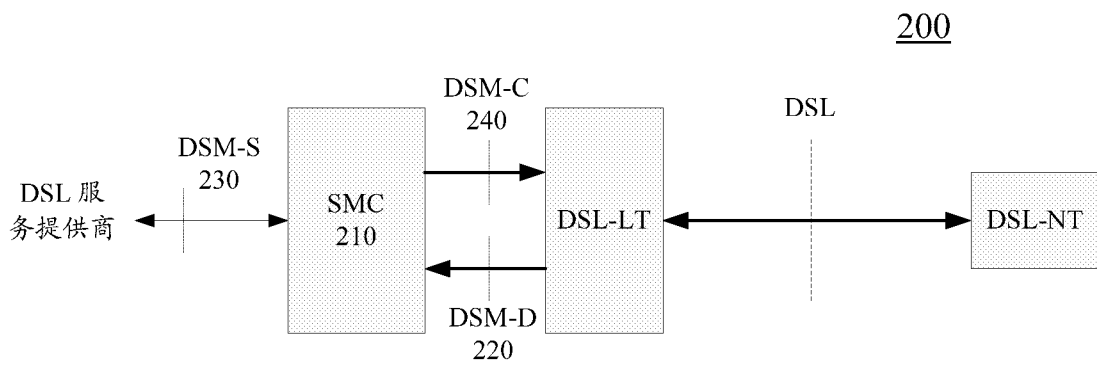 200
DSM-C
240
DSL
DSM-S
230
DSL 服
务提供商
SMC
210
DSL-LT
DSL-NT
DSM-D
220